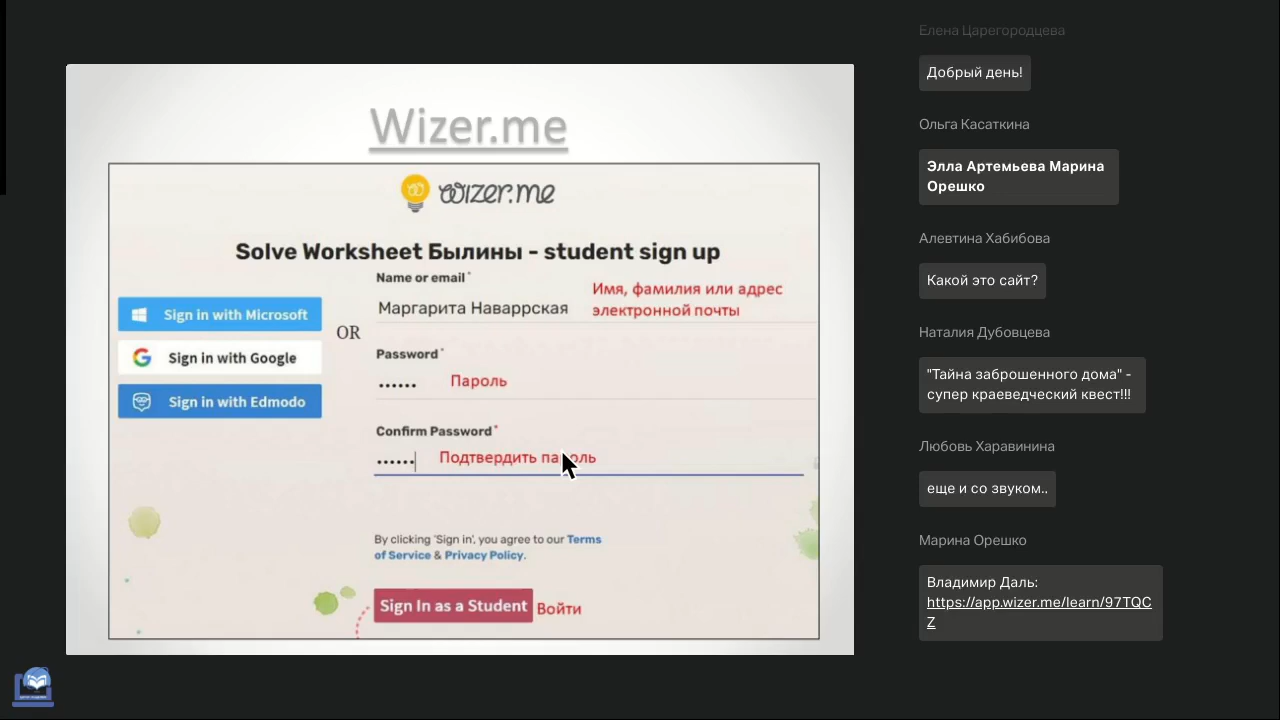 Wizer.me
wizer.me
Solve Worksheet Былины - student sign up
Name or email *
Маргарита Наваррская
Имя, фамилия или адрес
электронной почты
Sign in with Microsoft
Sign in with Google
Sign in with Edmodo
OR
Password *
•••••• Пароль
Confirm Password *
•••••• Подтвердить пароль
By clicking 'Sign in', you agree to our Terms
of Service & Privacy Policy.
Sign In as a Student
Войти
Елена Царегородцева
Добрый день!
Ольга Касаткина
Элла Артемьева Марина
Орешко
Алевтина Хабибова
Какой это сайт?
Наталия Дубовцева
"Тайна заброшенного дома" -
супер краеведческий квест!!!
Любовь Харавинина
еще и со звуком..
Марина Орешко
Владимир Даль:
https://app.wizer.me/learn/97TQC
Z